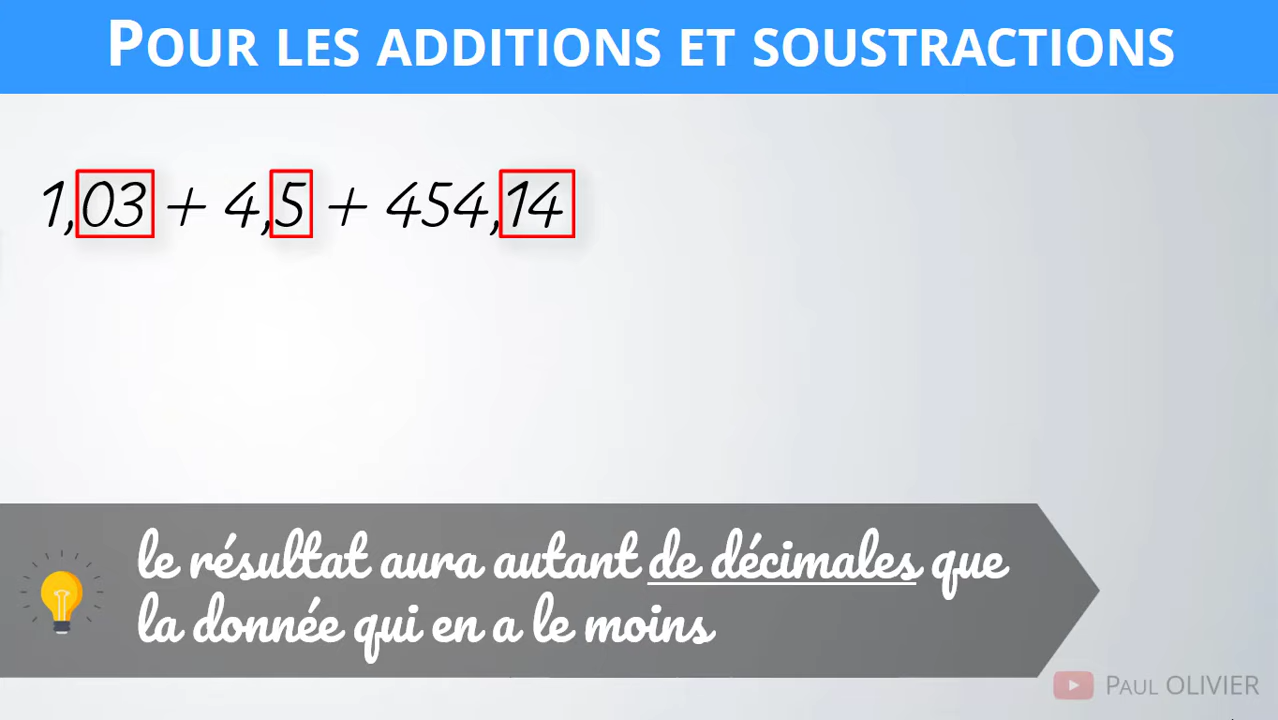 POUR LES ADDITIONS ET SOUSTRACTIONS
1,03 + 4,5 + 454,14
le résultat aura autant de décimales que
la donnée qui en a le moins
PAUL OLIVIER